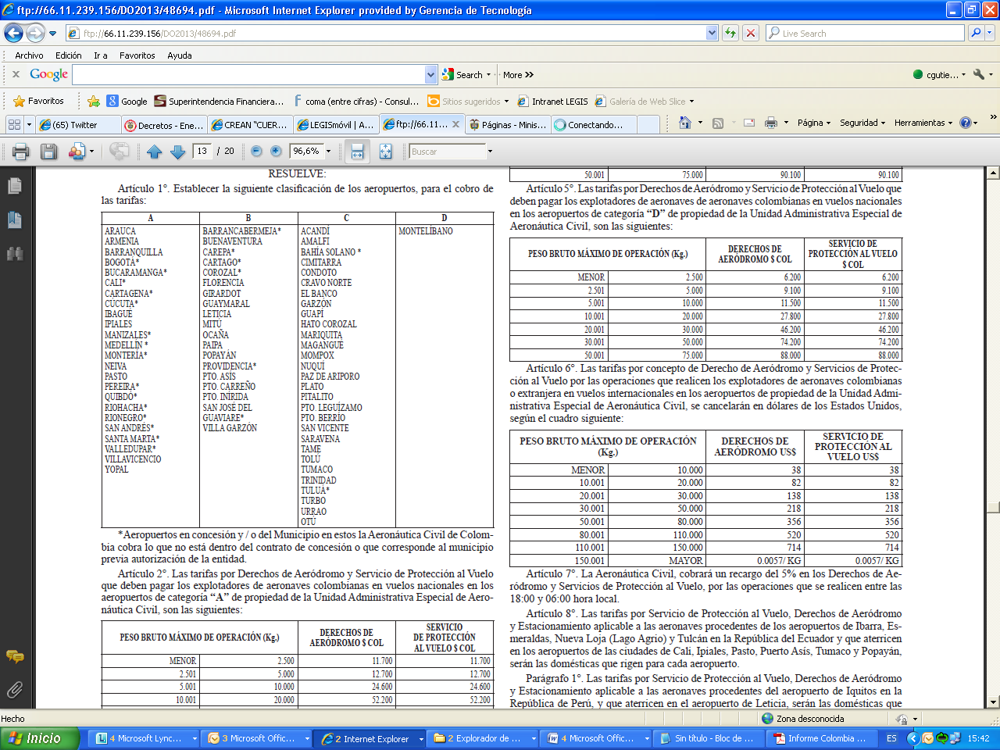 ftp://66.11.239.156/DO2013/48694.pdf - Microsoft Internet Explorer provided by Gerencia de Tecnología
ftp://66.11.239.156/DO2013/48694.pdf
Live Search
Archivo Edición Ir a Favoritos Ayuda
x Google Search More >> cgutie...
Favoritos Google Superintendencia Financiera... coma (entre cifras) - Consul... Sitios sugeridos Intranet LEGIS Galería de Web Slice
(65) Twitter Decretos - Ene... CREAN "CUER... LEGISmóvil | A... ftp://66.11... Páginas - Minis... Conectando... Página Seguridad Herramientas >>
13 / 20 96,6% Buscar
RESUELVE:
Artículo 1°. Establecer la siguiente clasificación de los aeropuertos, para el cobro de
las tarifas:
A B C D
ARAUCA BARRANCABERMEJA* ACANDÍ MONTELÍBANO
ARMENIA BUENAVENTURA AMALFI
BARRANQUILLA CAREPA* BAHÍA SOLANO *
BOGOTÁ* CARTAGO* CIMITARRA
BUCARAMANGA* COROZAL* CONDOTO
CALI* FLORENCIA CRAVO NORTE
CARTAGENA* GIRARDOT EL BANCO
CÚCUTA* GUAYMARAL GARZÓN
IBAGUÉ LETICIA GUAPÍ
IPIALES MITÚ HATO COROZAL
MANIZALES* OCAÑA MARIQUITA
MEDELLÍN * PAIPA MAGANGUÉ
MONTERÍA* POPAYÁN MOMPOX
NEIVA PROVIDENCIA* NUQUÍ
PASTO PTO. ASÍS PAZ DE ARIPORO
PEREIRA* PTO. CARREÑO PLATO
QUIBDÓ* PTO. INÍRIDA PITALITO
RIOHACHA* SAN JOSÉ DEL PTO. LEGUÍZAMO
RIONEGRO* GUAVIARE* PTO. BERRÍO
SAN ANDRÉS* VILLA GARZÓN SAN VICENTE
SANTA MARTA* SARAVENA
VALLEDUPAR* TAME
VILLAVICENCIO TOLÚ
YOPAL TUMACO
TRINIDAD
TULUÁ*
TURBO
URRAO
OTÚ
*Aeropuertos en concesión y / o del Municipio en estos la Aeronáutica Civil de Colom-
bia cobra lo que no está dentro del contrato de concesión o que corresponde al municipio
previa autorización de la entidad.
Artículo 2°. Las tarifas por Derechos de Aeródromo y Servicio de Protección al Vuelo
que deben pagar los explotadores de aeronaves colombianas en vuelos nacionales en los
aeropuertos de categoría “A” de propiedad de la Unidad Administrativa Especial de Aero-
náutica Civil, son las siguientes:
PESO BRUTO MÁXIMO DE OPERACIÓN (Kg.) DERECHOS DE AERÓDROMO $ COL SERVICIO DE PROTECCIÓN AL VUELO $ COL
MENOR 2.500 11.700 11.700
2.501 5.000 12.700 12.700
5.001 10.000 24.600 24.600
10.001 20.000 52.200 52.200
50.001 75.000 90.100 90.100
Artículo 5°. Las tarifas por Derechos de Aeródromo y Servicio de Protección al Vuelo que
deben pagar los explotadores de aeronaves de aeronaves colombianas en vuelos nacionales
en los aeropuertos de categoría “D” de propiedad de la Unidad Administrativa Especial de
Aeronáutica Civil, son las siguientes:
PESO BRUTO MÁXIMO DE OPERACIÓN (Kg.) DERECHOS DE AERÓDROMO $ COL SERVICIO DE PROTECCIÓN AL VUELO $ COL
MENOR 2.500 6.200 6.200
2.501 5.000 9.100 9.100
5.001 10.000 11.500 11.500
10.001 20.000 27.800 27.800
20.001 30.000 46.200 46.200
30.001 50.000 74.200 74.200
50.001 75.000 88.000 88.000
Artículo 6°. Las tarifas por concepto de Derecho de Aeródromo y Servicios de Protec-
ción al Vuelo por las operaciones que realicen los explotadores de aeronaves colombianas
o extranjera en vuelos internacionales en los aeropuertos de propiedad de la Unidad Admi-
nistrativa Especial de Aeronáutica Civil, se cancelarán en dólares de los Estados Unidos,
según el cuadro siguiente:
PESO BRUTO MÁXIMO DE OPERACIÓN (Kg.) DERECHOS DE AERÓDROMO US$ SERVICIO DE PROTECCIÓN AL VUELO US$
MENOR 10.000 38 38
10.001 20.000 82 82
20.001 30.000 138 138
30.001 50.000 218 218
50.001 80.000 356 356
80.001 110.000 520 520
110.001 150.000 714 714
150.001 MAYOR 0.0057/ KG 0.0057/ KG
Artículo 7°. La Aeronáutica Civil, cobrará un recargo del 5% en los Derechos de Ae-
ródromo y Servicios de Protección al Vuelo, por las operaciones que se realicen entre las
18:00 y 06:00 hora local.
Artículo 8°. Las tarifas por Servicio de Protección al Vuelo, Derechos de Aeródromo
y Estacionamiento aplicable a las aeronaves procedentes de los aeropuertos de Ibarra, Es-
meraldas, Nueva Loja (Lago Agrio) y Tulcán en la República del Ecuador y que aterricen
en los aeropuertos de las ciudades de Cali, Ipiales, Pasto, Puerto Asís, Tumaco y Popayán,
serán las domésticas que rigen para cada aeropuerto.
Parágrafo 1°. Las tarifas por Servicio de Protección al Vuelo, Derechos de Aeródromo
y Estacionamiento aplicable a las aeronaves procedentes del aeropuerto de Iquitos en la
República de Perú, y que aterricen en el aeropuerto de Leticia, serán las domésticas que
Hecho Zona desconocida
Inicio 4 Microsoft Lync... 3 Microsoft Offic... 2 Internet Explorer 2 Explorador de ... 4 Microsoft Offic... Sin título - Bloc de ... Informe Colombia ... ES 15:42